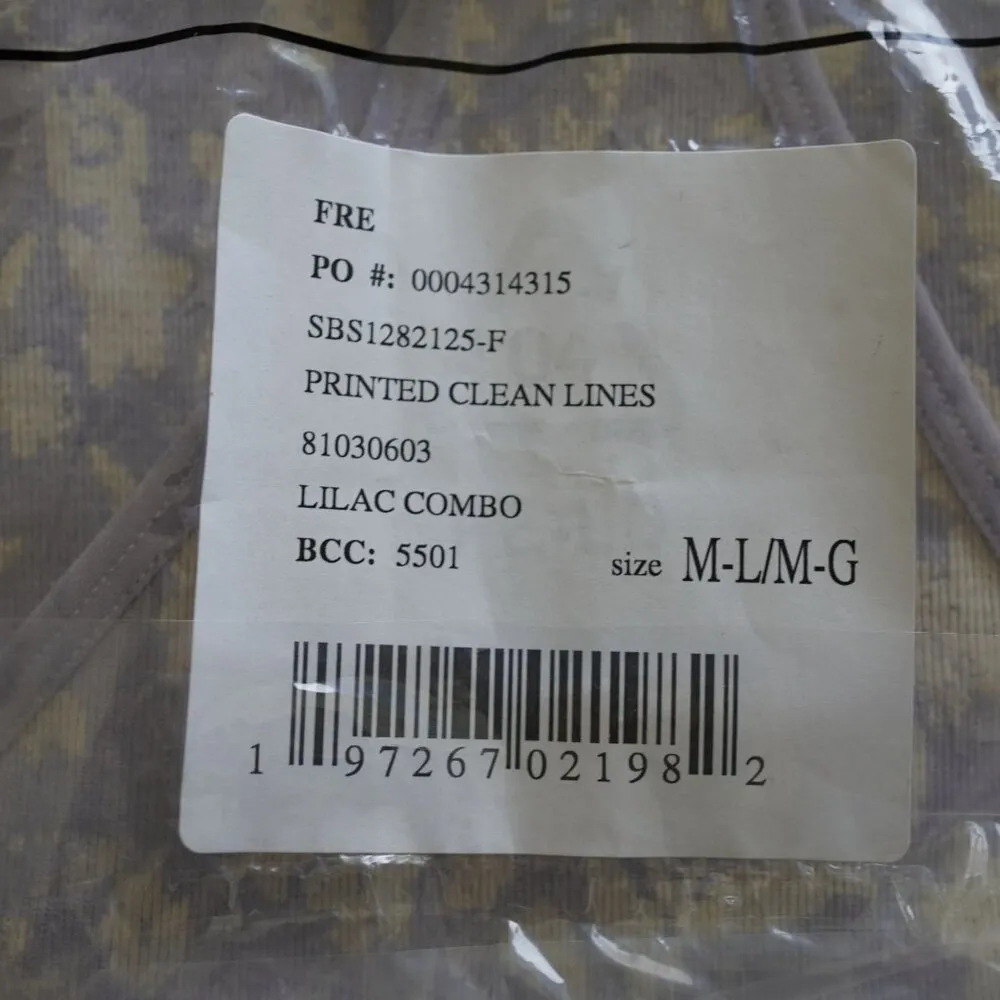 FRE
PO #: 0004314315
SBS1282125-F
PRINTED CLEAN LINES
81030603
LILAC COMBO
BCC: 5501 size M-L/M-G
1 97267 02198 2